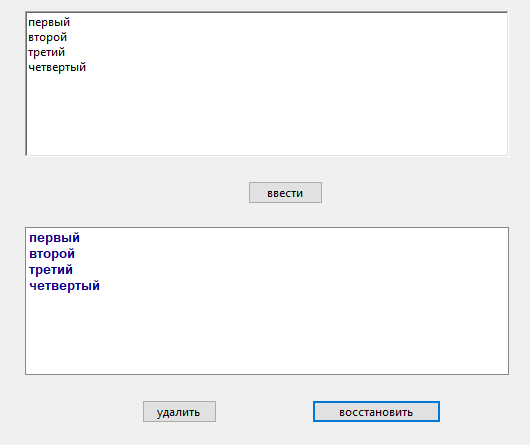 первый
второй
третий
четвертый
ввести
первый
второй
третий
четвертый
удалить
восстановить